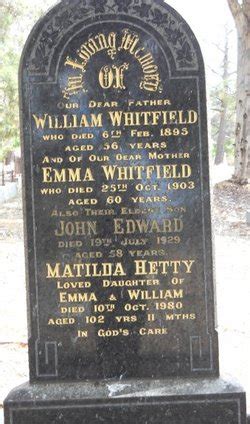 In Loving Memory
OF
OUR DEAR FATHER
WILLIAM WHITFIELD
WHO DIED 6TH FEB. 1895
AGED 56 YEARS
AND OF OUR DEAR MOTHER
EMMA WHITFIELD
WHO DIED 25TH OCT. 1903
AGED 60 YEARS.
ALSO THEIR ELDEST SON
JOHN EDWARD
DIED 19TH JULY 1929
AGED 58 YEARS.
MATILDA HETTY
LOVED DAUGHTER OF
EMMA & WILLIAM
DIED 10TH OCT. 1980
AGED 102 YRS 11 MTHS
IN GOD'S CARE